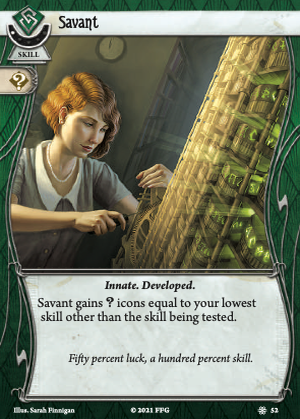 Savant
SKILL
?
Innate. Developed.
Savant gains ? icons equal to your lowest
skill other than the skill being tested.
Fifty percent luck, a hundred percent skill.
Illus. Sarah Finnigan
© 2021 FFG
52